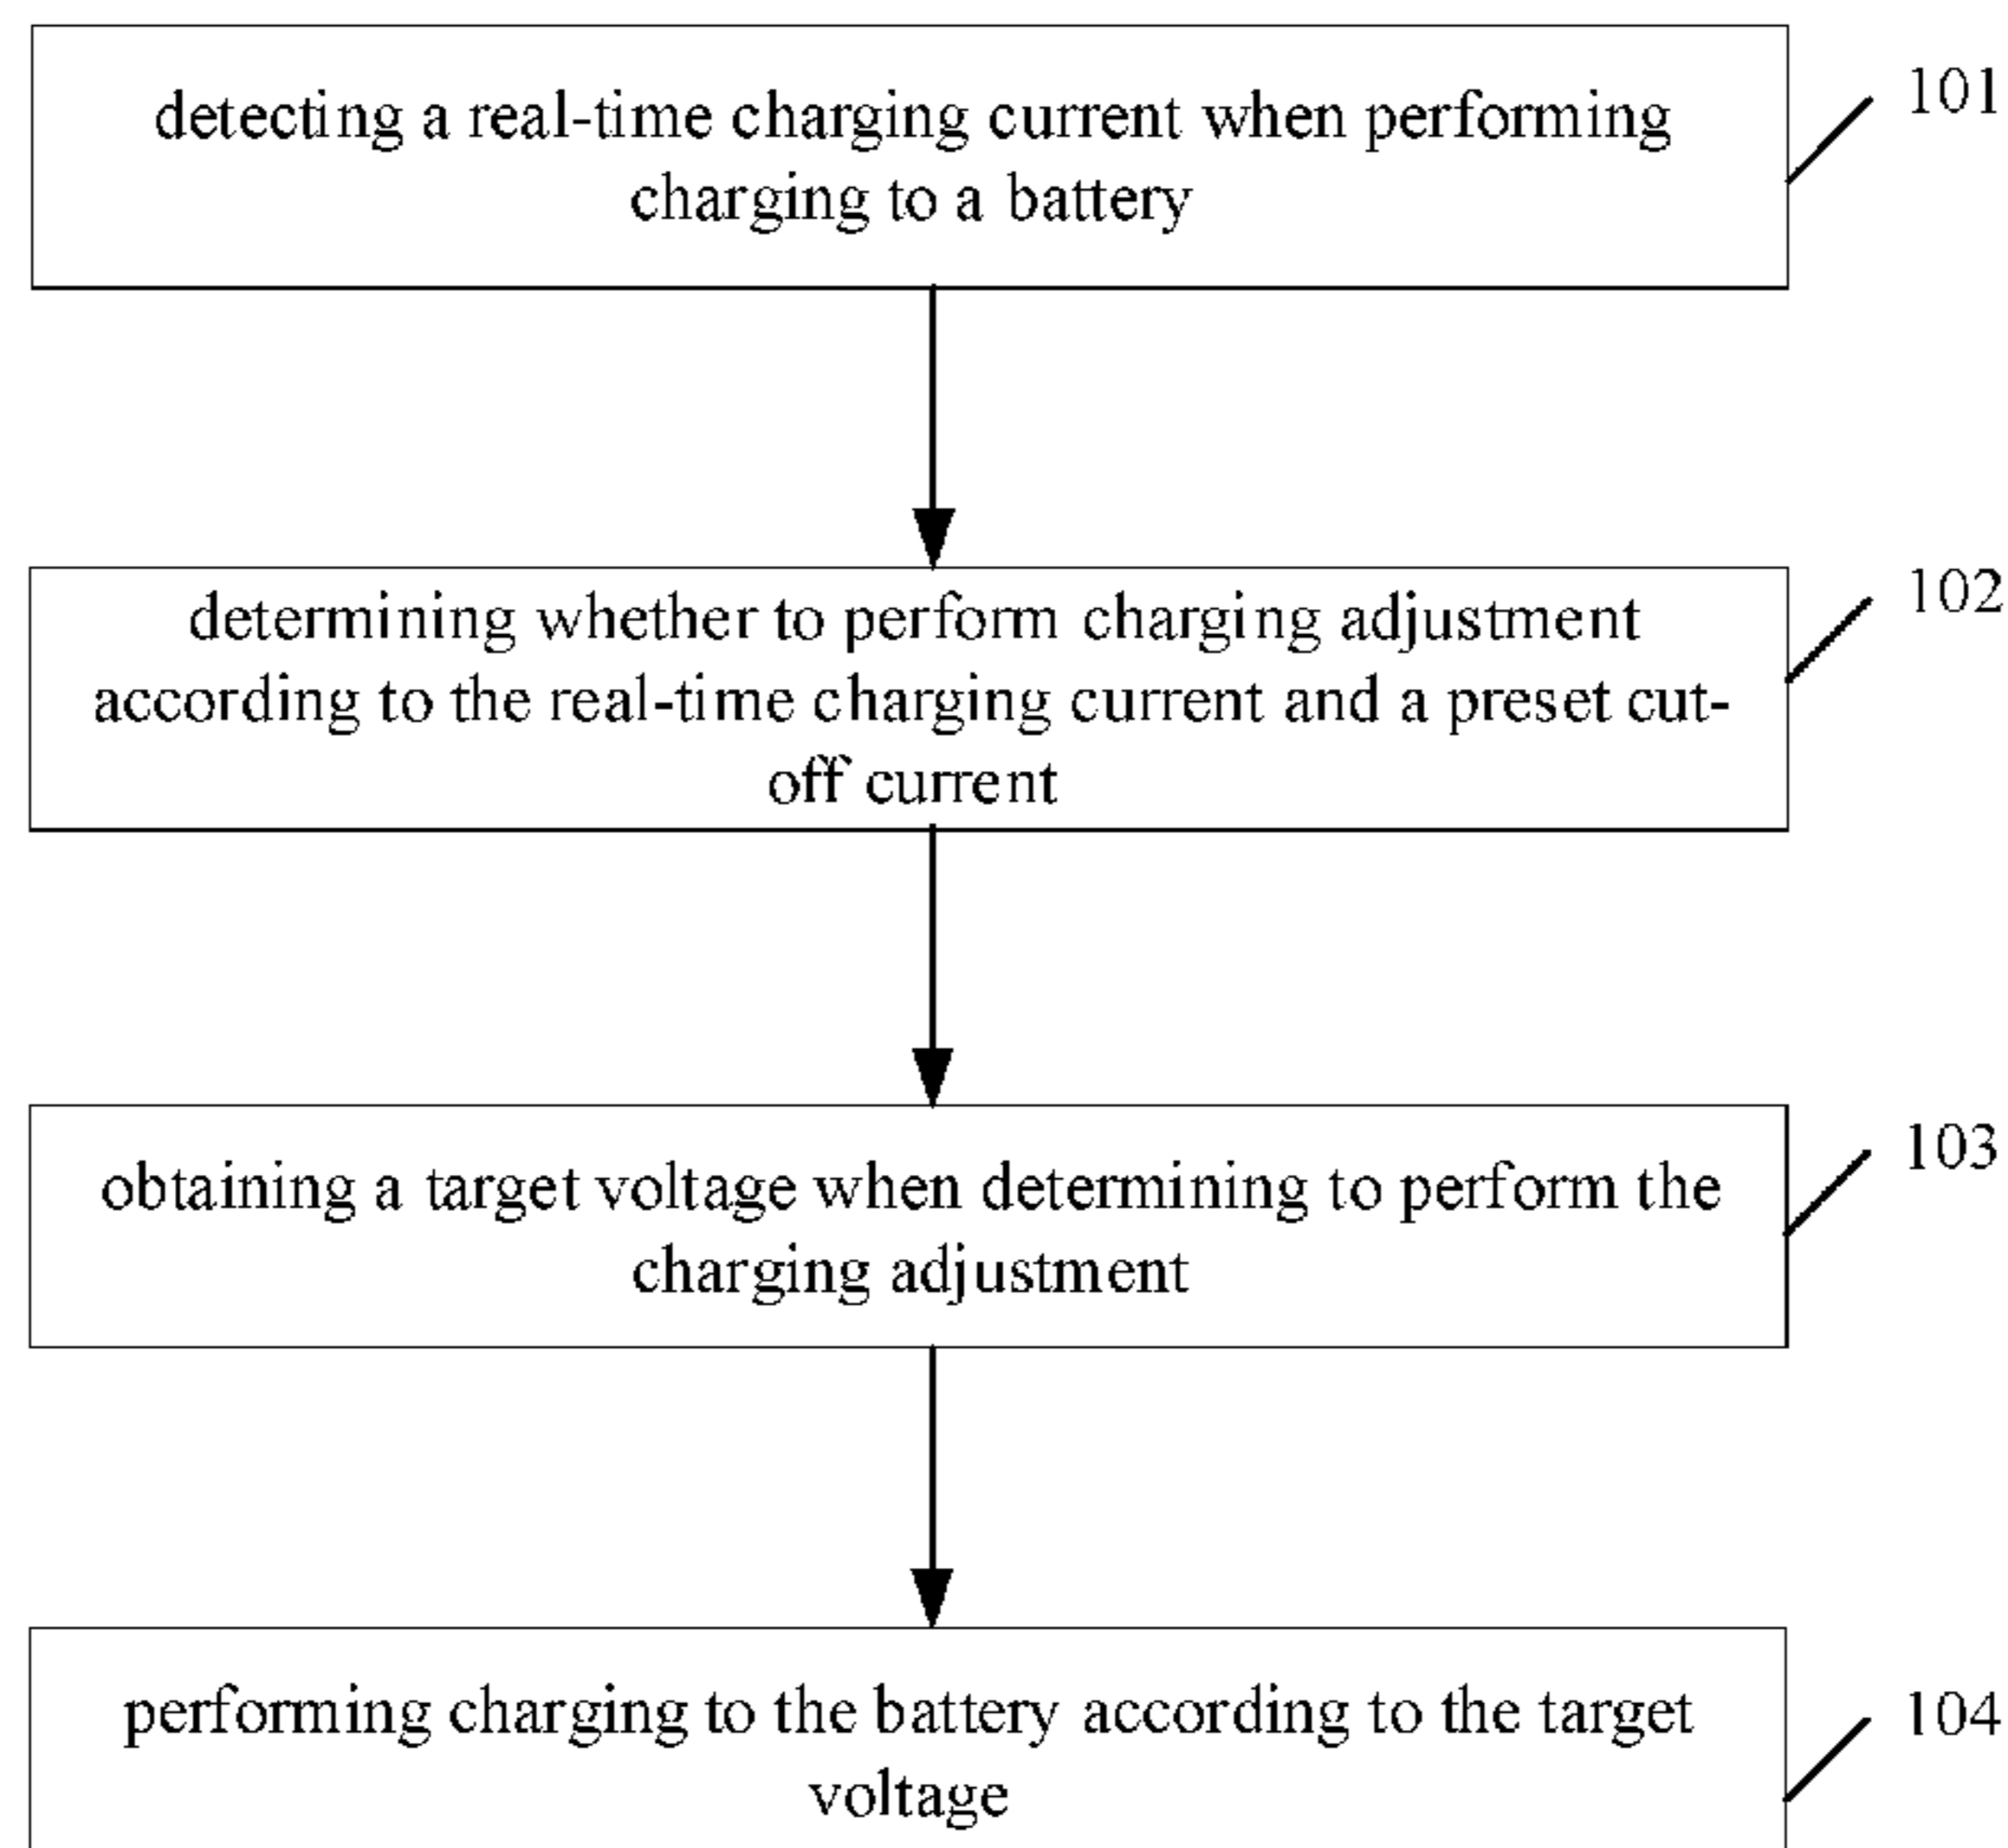 detecting a real-time charging current when performing
charging to a battery
101
determining whether to perform charging adjustment
according to the real-time charging current and a preset cut-
off current
102
obtaining a target voltage when determining to perform the
charging adjustment
103
performing charging to the battery according to the target
voltage
104